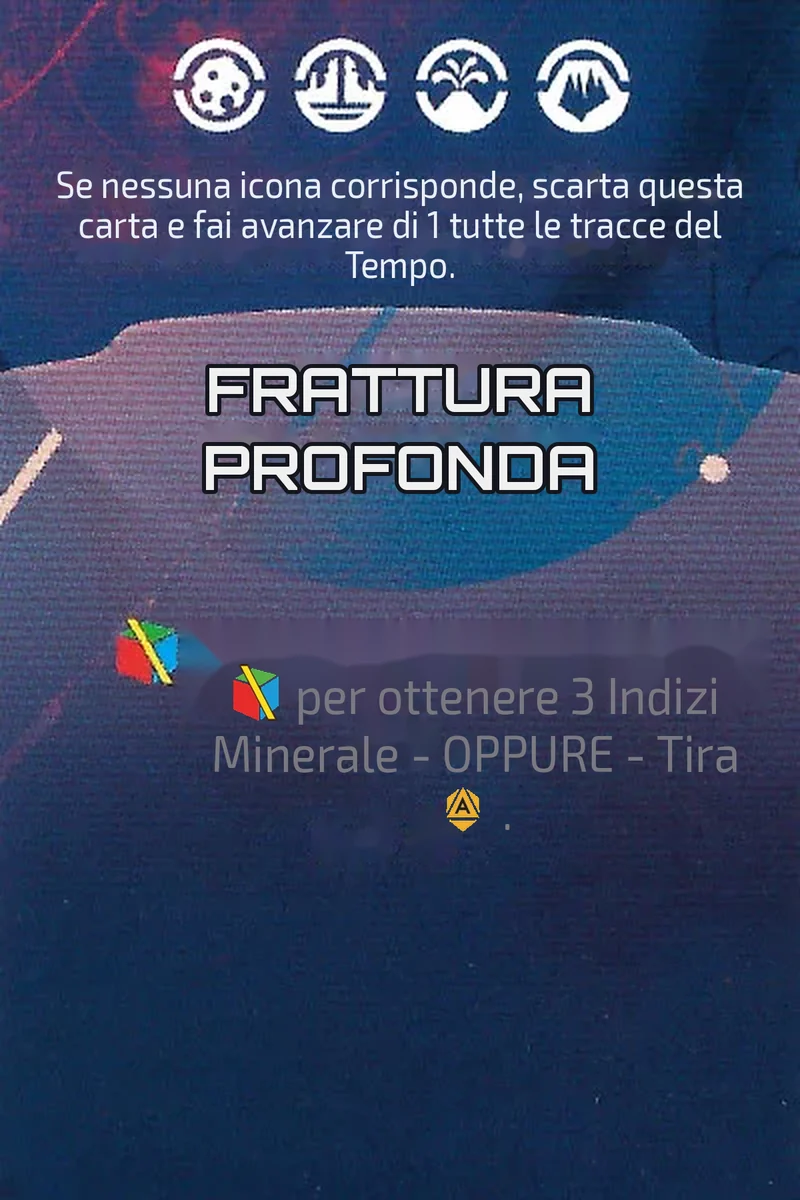 Se nessuna icona corrisponde, scarta questa
carta e fai avanzare di 1 tutte le tracce del
Tempo.
FRATTURA
PROFONDA
per ottenere 3 Indizi
Minerale - OPPURE - Tira
A .